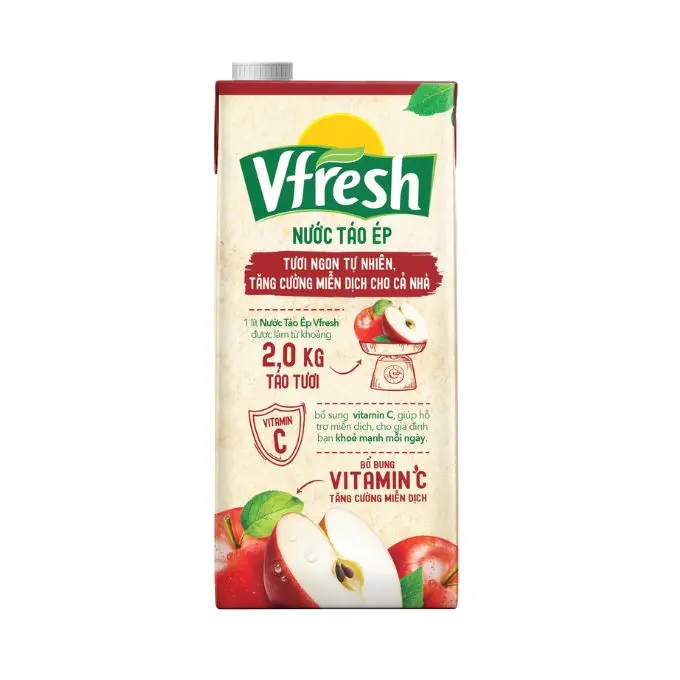 Vfresh
NƯỚC TÁO ÉP
TƯƠI NGON TỰ NHIÊN,
TĂNG CƯỜNG MIỄN DỊCH CHO CẢ NHÀ
1 lít Nước Táo Ép Vfresh
được làm từ khoảng
2,0 KG
TÁO TƯƠI
VITAMIN
C
bổ sung vitamin C, giúp hỗ
trợ miễn dịch, cho gia đình
bạn khoẻ mạnh mỗi ngày.
BỔ SUNG
VITAMIN C
TĂNG CƯỜNG MIỄN DỊCH